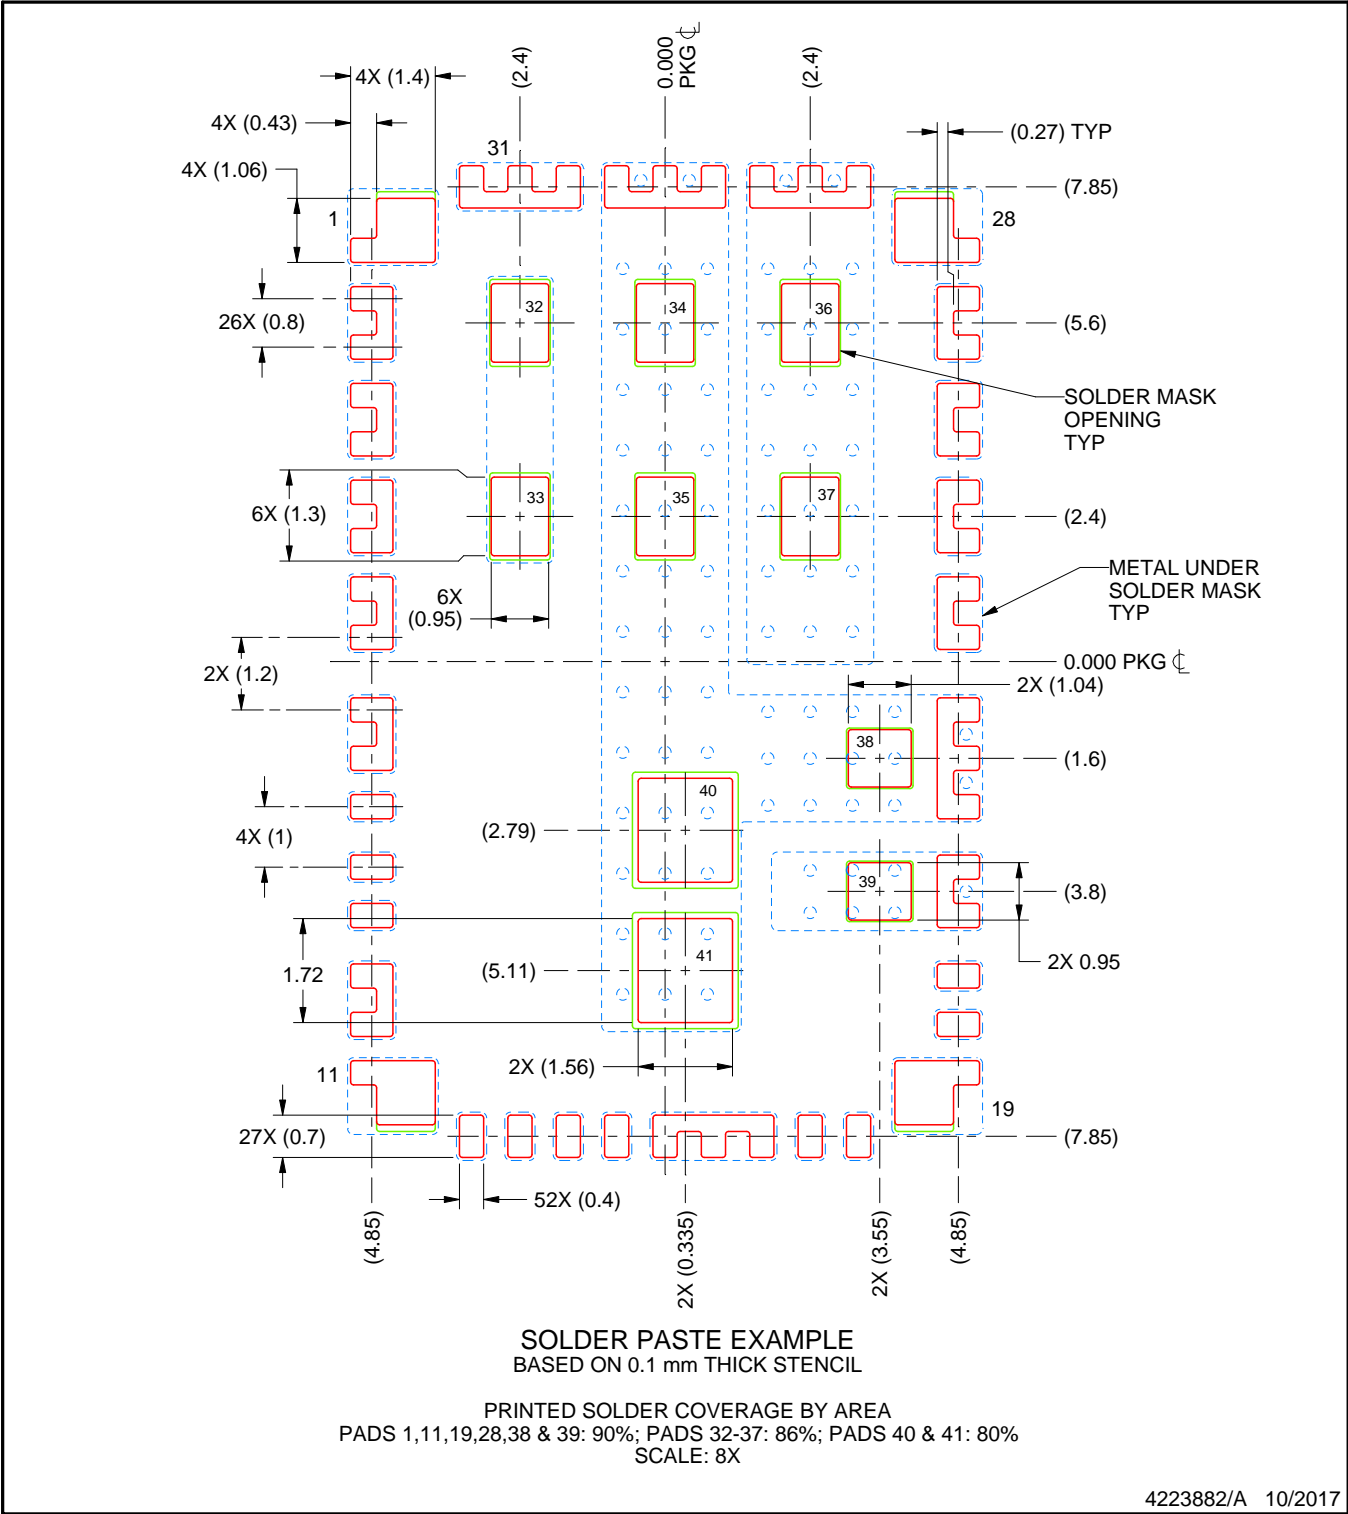 4X (1.4)
(2.4)
0.000
PKG ℄
(2.4)
4X (0.43)
(0.27) TYP
31
4X (1.06)
(7.85)
1
28
32
34
36
26X (0.8)
(5.6)
SOLDER MASK
OPENING
TYP
33
35
37
6X (1.3)
(2.4)
METAL UNDER
SOLDER MASK
TYP
6X
(0.95)
0.000 PKG ℄
2X (1.2)
2X (1.04)
38
(1.6)
40
4X (1)
(2.79)
39
(3.8)
41
1.72
(5.11)
2X 0.95
2X (1.56)
11
19
27X (0.7)
(7.85)
52X (0.4)
(4.85)
2X (0.335)
2X (3.55)
(4.85)
SOLDER PASTE EXAMPLE
BASED ON 0.1 mm THICK STENCIL
PRINTED SOLDER COVERAGE BY AREA
PADS 1,11,19,28,38 & 39: 90%; PADS 32-37: 86%; PADS 40 & 41: 80%
SCALE: 8X
4223882/A 10/2017